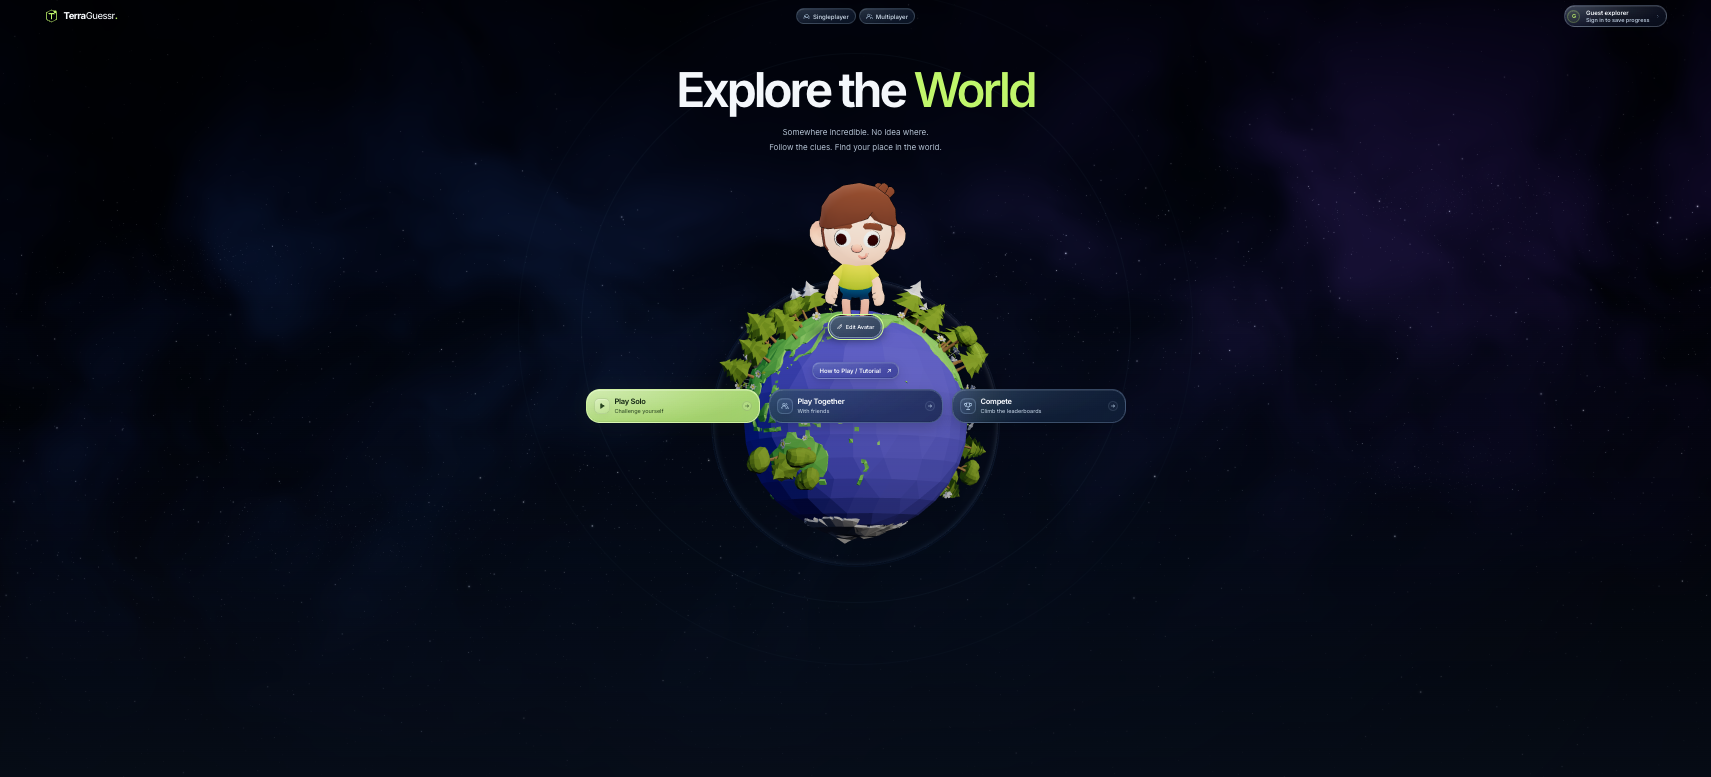 TerraGuessr.
Singleplayer
Multiplayer
G
Guest explorer
Sign in to save progress
Explore the World
Somewhere incredible. No idea where.
Follow the clues. Find your place in the world.
Edit Avatar
How to Play / Tutorial
Play Solo
Challenge yourself
Play Together
With friends
Compete
Climb the leaderboards